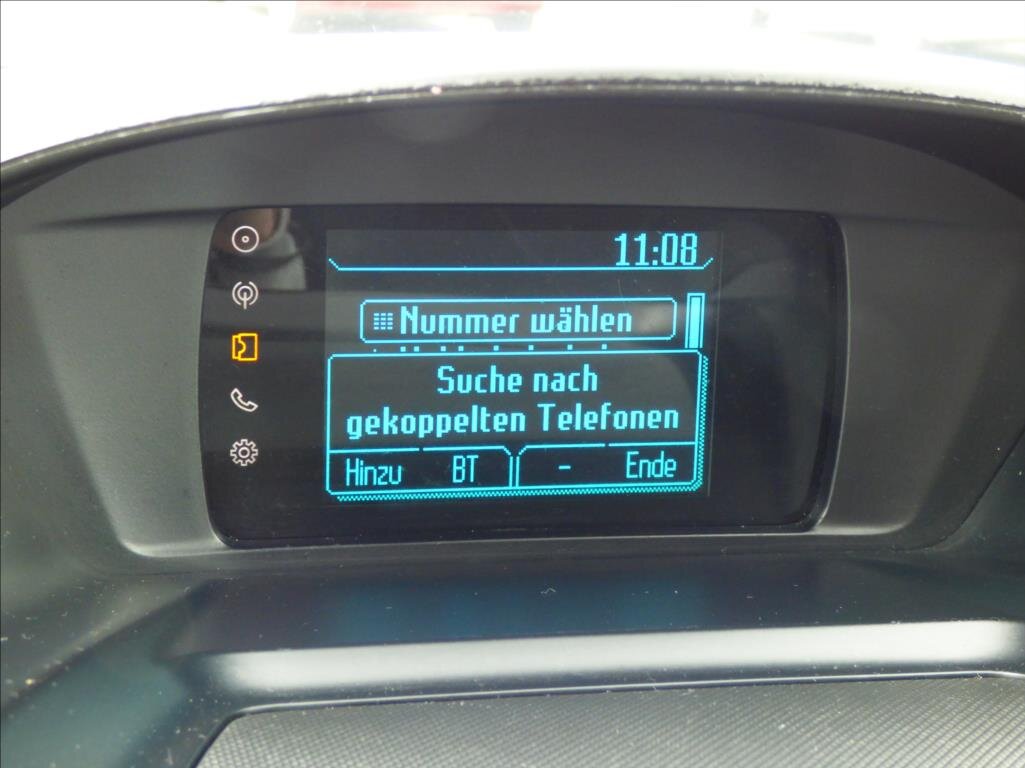 11:08
Nummer wählen
Suche nach
gekoppelten Telefonen
Hinzu BT - Ende